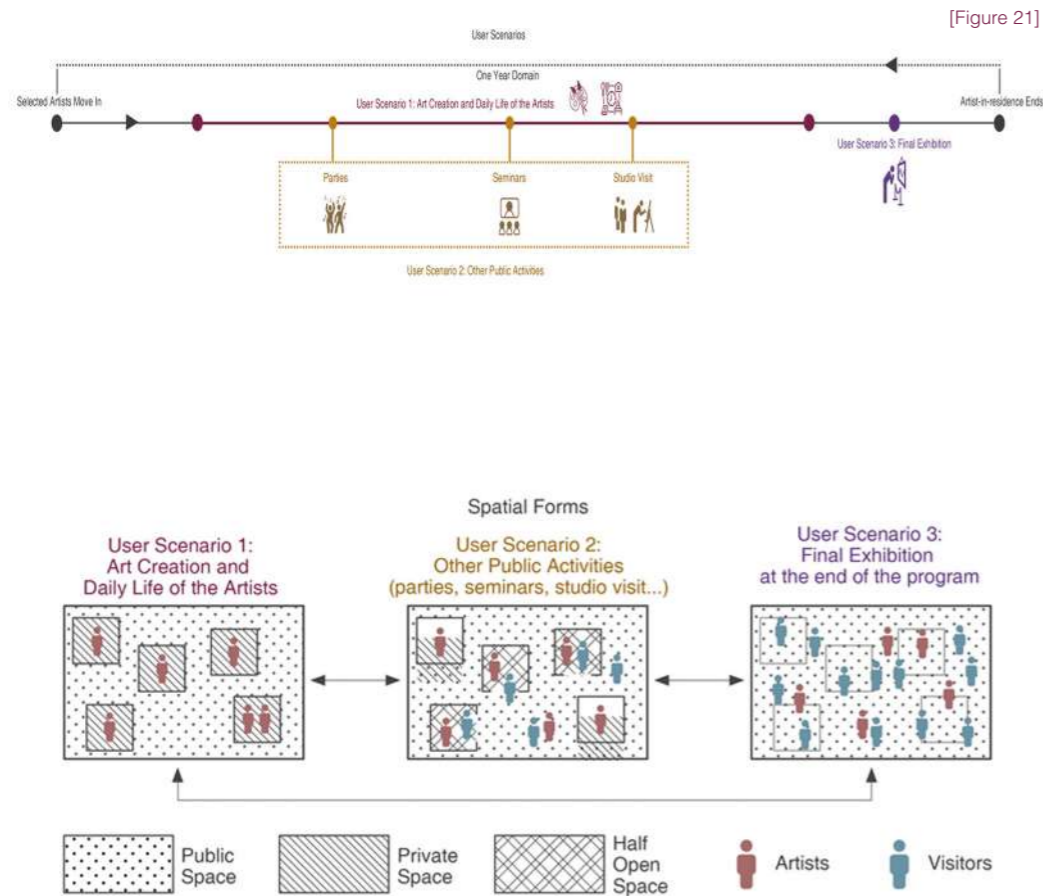 [Figure 21]
User Scenarios
One Year Domain
Selected Artists Move In
User Scenario 1: Art Creation and Daily Life of the Artists
Artist-in-residence Ends
User Scenario 3: Final Exhibition
Parties
Seminars
Studio Visit
User Scenario 2: Other Public Activities
Spatial Forms
User Scenario 1:
Art Creation and
Daily Life of the Artists
User Scenario 2:
Other Public Activities
(parties, seminars, studio visit...)
User Scenario 3:
Final Exhibition
at the end of the program
Public
Space
Private
Space
Half
Open
Space
Artists
Visitors